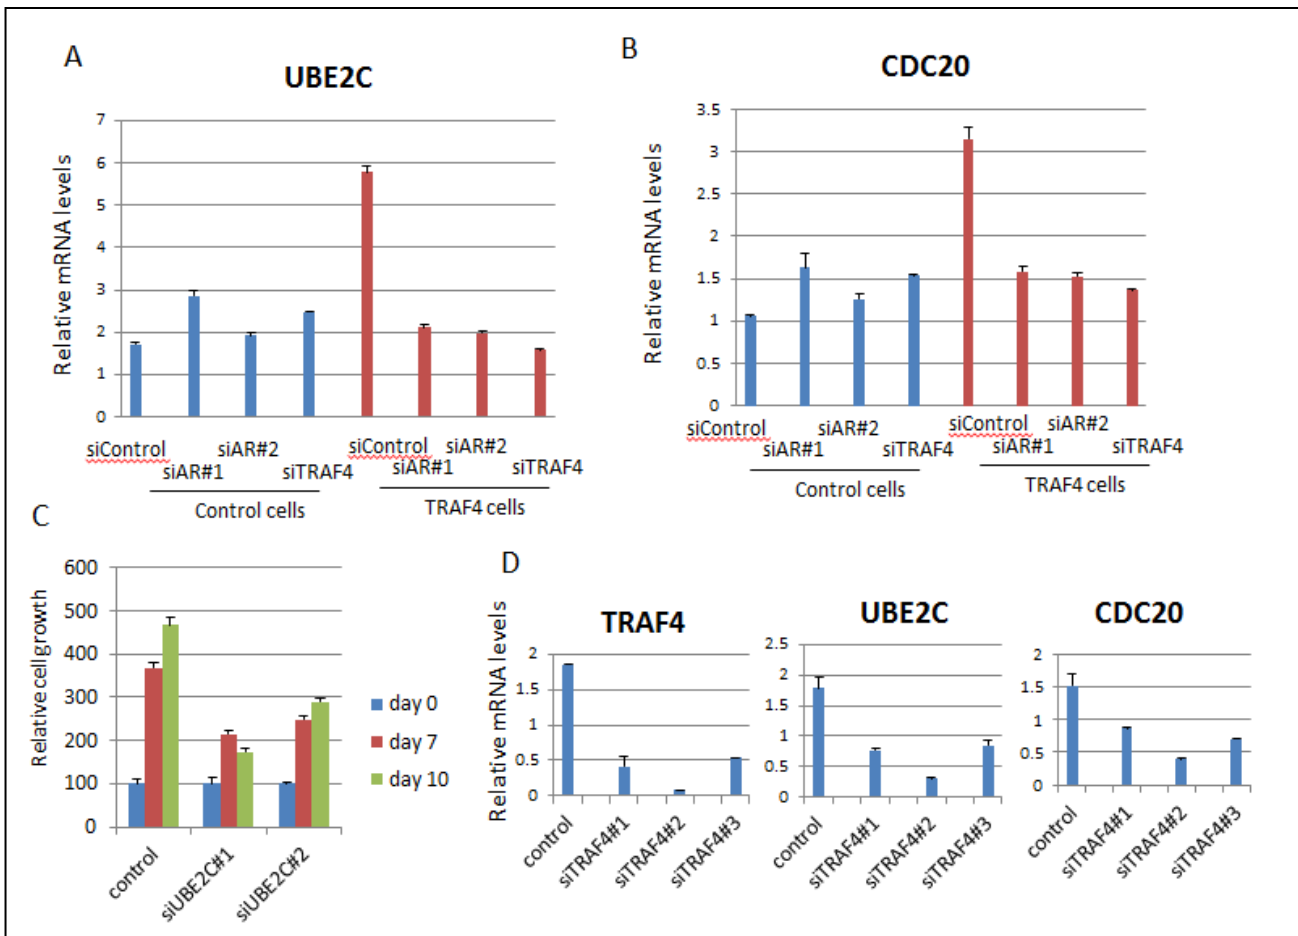 A
UBE2C
Relative mRNA levels
7
6
5
4
3
2
1
0
siControl siAR#2 siControl siAR#2
siAR#1 siTRAF4 siAR#1 siTRAF4
Control cells TRAF4 cells
B
CDC20
Relative mRNA levels
3.5
3
2.5
2
1.5
1
0.5
0
siControl siAR#2 siControl siAR#2
siAR#1 siTRAF4 siAR#1 siTRAF4
Control cells TRAF4 cells
C
Relative cell growth
600
500
400
300
200
100
0
control siUBE2C#1 siUBE2C#2
day 0
day 7
day 10
D
Relative mRNA levels
TRAF4
2
1.5
1
0.5
0
control siTRAF4#1 siTRAF4#2 siTRAF4#3
UBE2C
2.5
2
1.5
1
0.5
0
control siTRAF4#1 siTRAF4#2 siTRAF4#3
CDC20
2
1.5
1
0.5
0
control siTRAF4#1 siTRAF4#2 siTRAF4#3